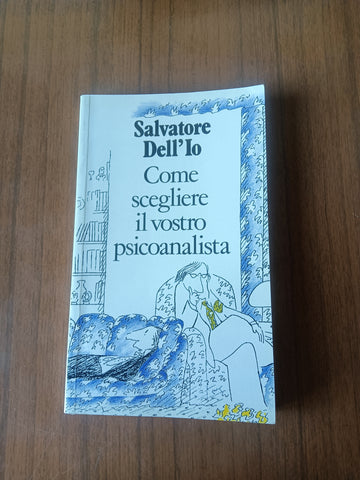 Salvatore
Dell'Io
Come
scegliere
il vostro
psicoanalista